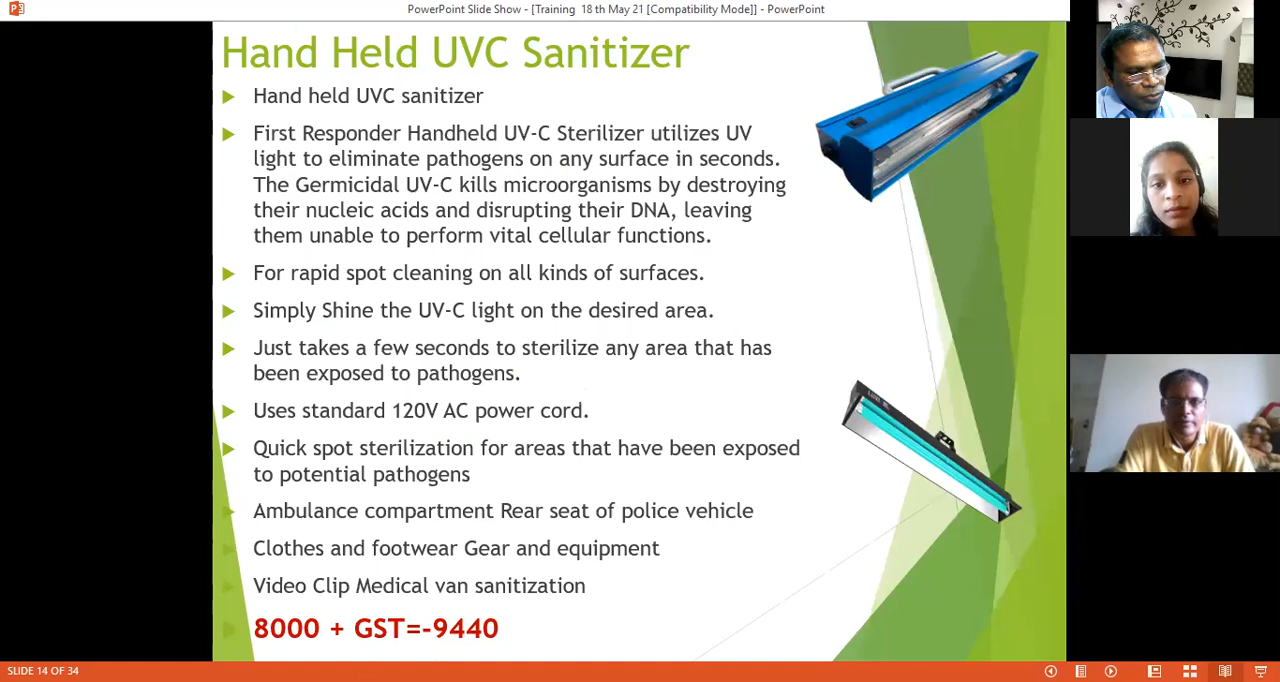 PowerPoint Slide Show - [Training 18 th May 21 [Compatibility Mode]] - PowerPoint
Hand Held UVC Sanitizer
Hand held UVC sanitizer
First Responder Handheld UV-C Sterilizer utilizes UV
light to eliminate pathogens on any surface in seconds.
The Germicidal UV-C kills microorganisms by destroying
their nucleic acids and disrupting their DNA, leaving
them unable to perform vital cellular functions.
For rapid spot cleaning on all kinds of surfaces.
Simply Shine the UV-C light on the desired area.
Just takes a few seconds to sterilize any area that has
been exposed to pathogens.
Uses standard 120V AC power cord.
Quick spot sterilization for areas that have been exposed
to potential pathogens
Ambulance compartment Rear seat of police vehicle
Clothes and footwear Gear and equipment
Video Clip Medical van sanitization
8000 + GST=-9440
SLIDE 14 OF 34